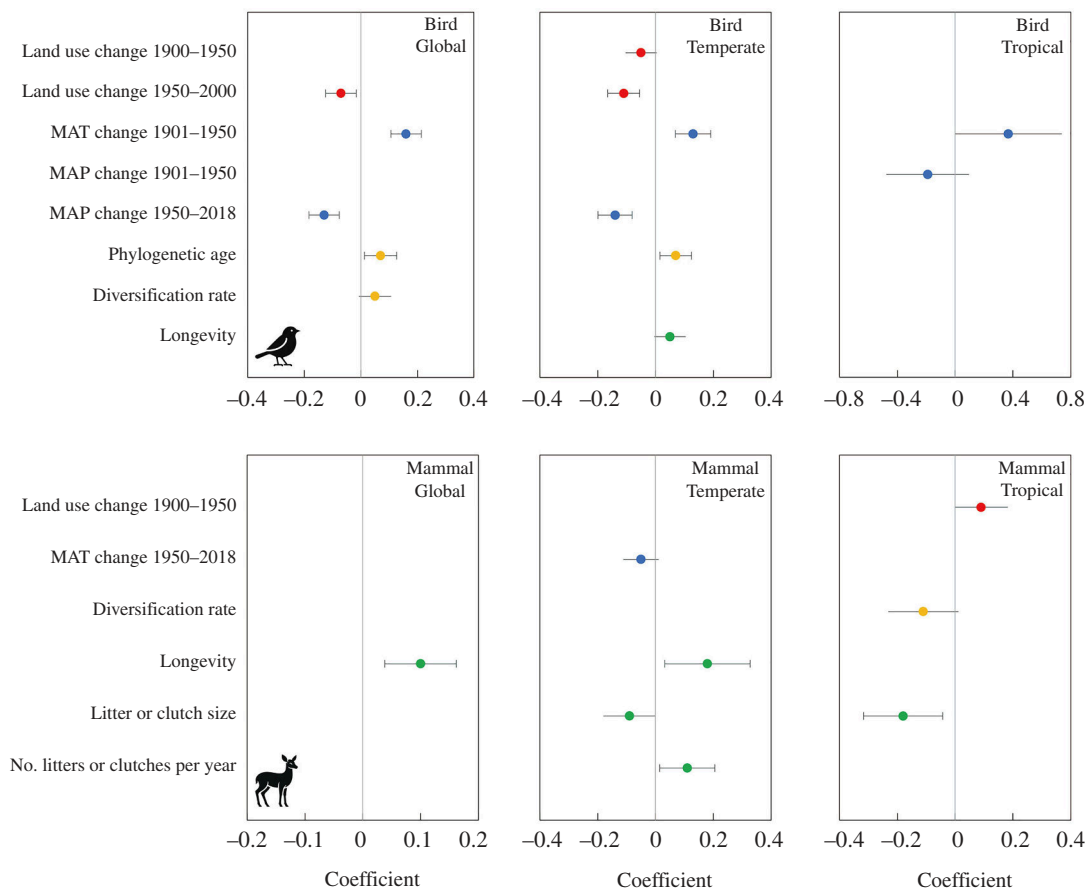 Bird
Global
Bird
Temperate
Bird
Tropical
Land use change 1900–1950
Land use change 1950–2000
MAT change 1901–1950
MAP change 1901–1950
MAP change 1950–2018
Phylogenetic age
Diversification rate
Longevity
–0.4 –0.2 0 0.2 0.4
–0.4 –0.2 0 0.2 0.4
–0.8 –0.4 0 0.4 0.8
Mammal
Global
Mammal
Temperate
Mammal
Tropical
Land use change 1900–1950
MAT change 1950–2018
Diversification rate
Longevity
Litter or clutch size
No. litters or clutches per year
–0.2 –0.1 0 0.1 0.2
–0.4 –0.2 0 0.2 0.4
–0.4 –0.2 0 0.2 0.4
Coefficient Coefficient Coefficient